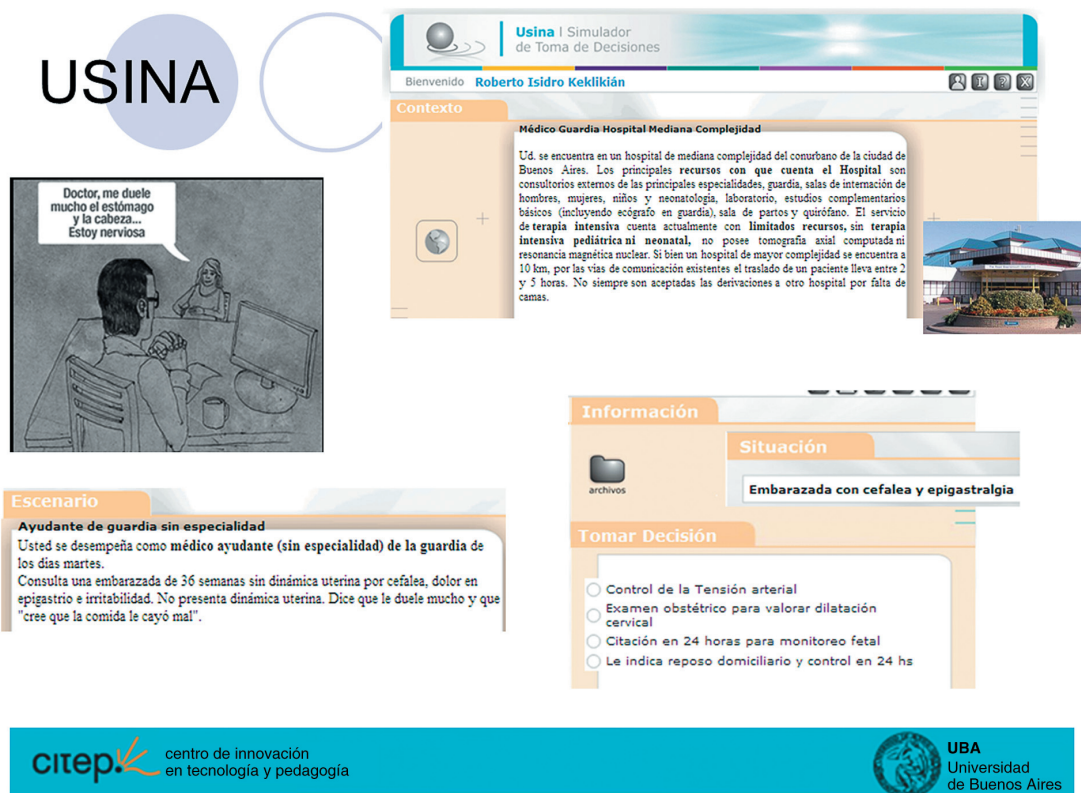 USINA
Usina | Simulador
de Toma de Decisiones
Bienvenido Roberto Isidro Keklikián
Contexto
Médico Guardia Hospital Mediana Complejidad
Ud. se encuentra en un hospital de mediana complejidad del conurbano de la ciudad de
Buenos Aires. Los principales recursos con que cuenta el Hospital son
consultorios externos de las principales especialidades, guardia, salas de internación de
hombres, mujeres, niños y neonatologia, laboratorio, estudios complementarios
básicos (incluyendo ecógrafo en guardia), sala de partos y quirófano. El servicio
de terapia intensiva cuenta actualmente con limitados recursos, sin terapia
intensiva pediátrica ni neonatal, no posee tomografia axial computada ni
resonancia magnética nuclear. Si bien un hospital de mayor complejidad se encuentra a
10 km, por las vias de comunicación existentes el traslado de un paciente lleva entre 2
y 5 horas. No siempre son aceptadas las derivaciones a otro hospital por falta de
camas.
Doctor, me duele
mucho el estómago
y la cabeza...
Estoy nerviosa
Información
archivos
Situación
Embarazada con cefalea y epigastralgia
Escenario
Ayudante de guardia sin especialidad
Usted se desempeña como médico ayudante (sin especialidad) de la guardia de
los dias martes.
Consulta una embarazada de 36 semanas sin dinámica uterina por cefalea, dolor en
epigastrio e irritabilidad. No presenta dinámica uterina. Dice que le duele mucho y que
"cree que la comida le cayó mal".
Tomar Decisión
Control de la Tensión arterial
Examen obstétrico para valorar dilatación
cervical
Citación en 24 horas para monitoreo fetal
Le indica reposo domiciliario y control en 24 hs
citep.
centro de innovación
en tecnología y pedagogía
UBA
Universidad
de Buenos Aires